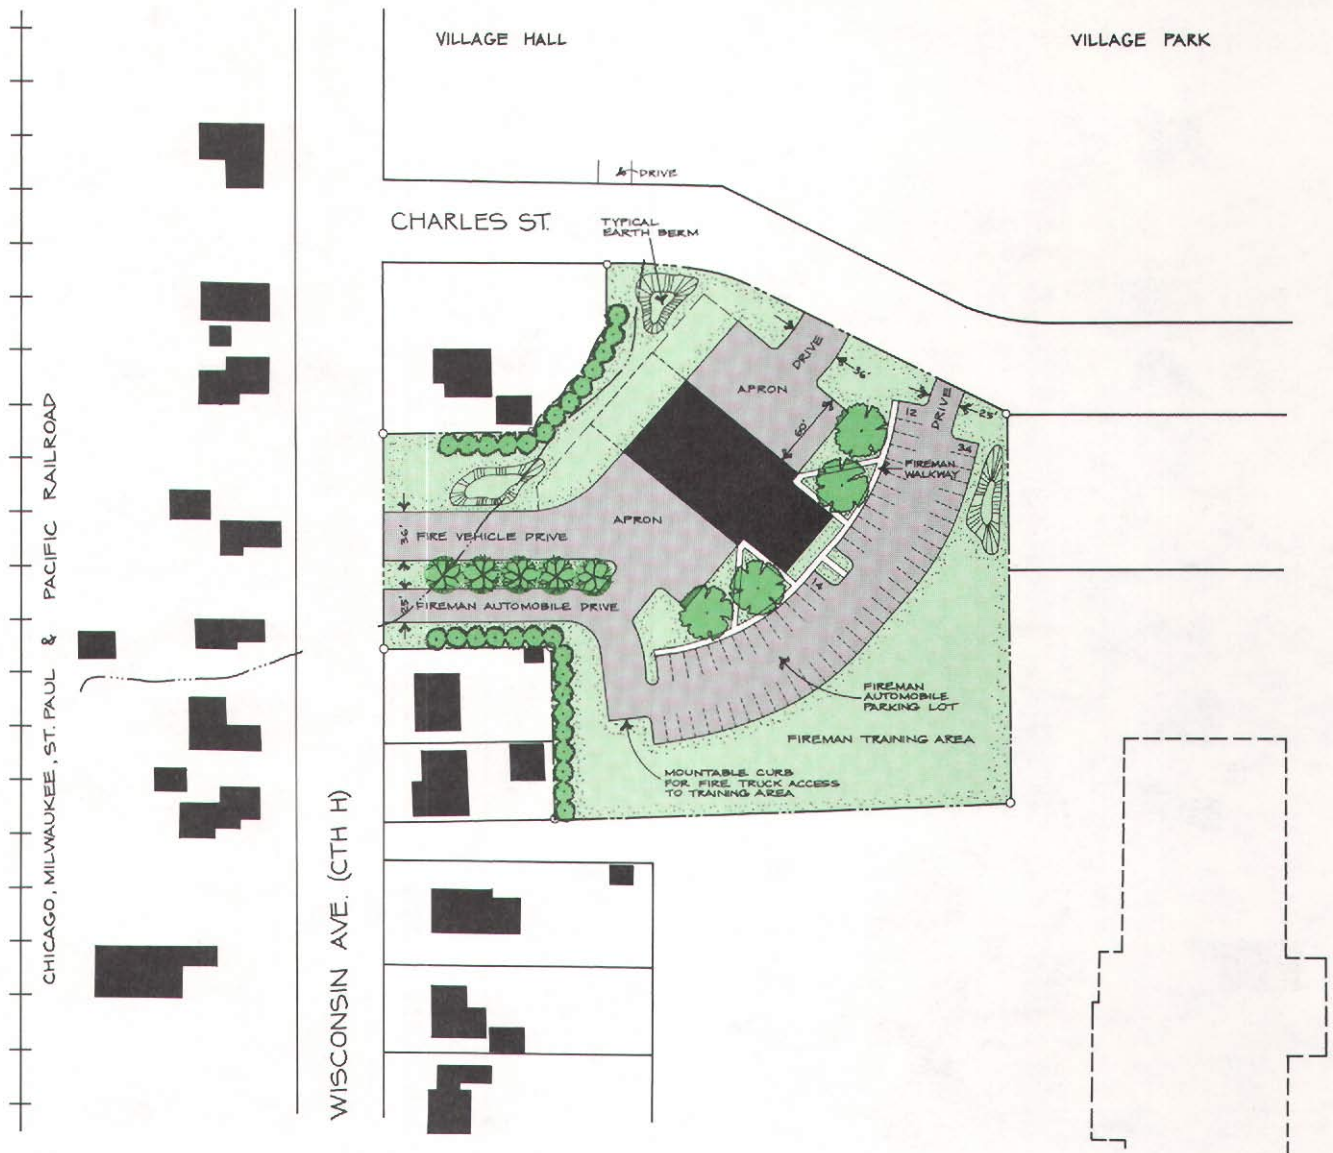 VILLAGE HALL
VILLAGE PARK
DRIVE
CHARLES ST.
TYPICAL
EARTH BERM
DRIVE
36'
APRON
60'
12
DRIVE
25'
34
FIREMAN
WALKWAY
APRON
36'
FIRE VEHICLE DRIVE
25'
FIREMAN AUTOMOBILE DRIVE
14
FIREMAN
AUTOMOBILE
PARKING LOT
FIREMAN TRAINING AREA
MOUNTABLE CURB
FOR FIRE TRUCK ACCESS
TO TRAINING AREA
CHICAGO, MILWAUKEE, ST. PAUL & PACIFIC RAILROAD
WISCONSIN AVE. (CTH H)